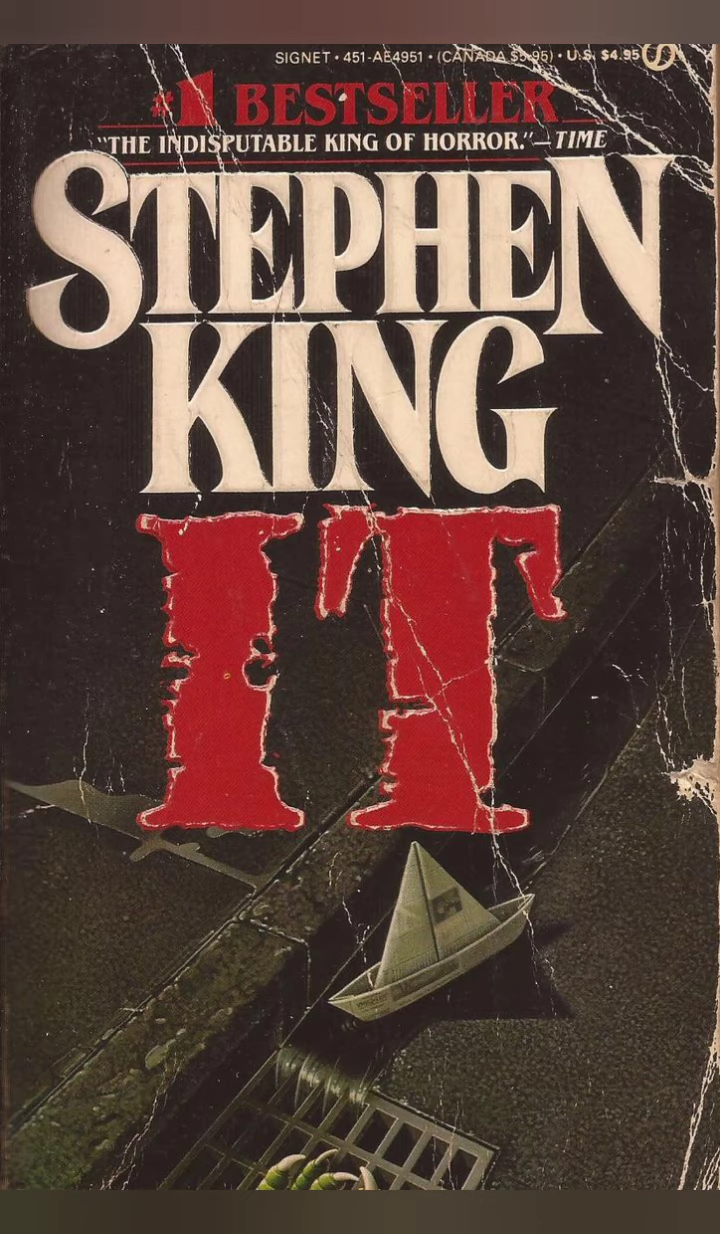 SIGNET • 451-AE4951 • (CANADA $5.95) • U.S. $4.95
#1 BESTSELLER
"THE INDISPUTABLE KING OF HORROR."—TIME
STEPHEN
KING
IT